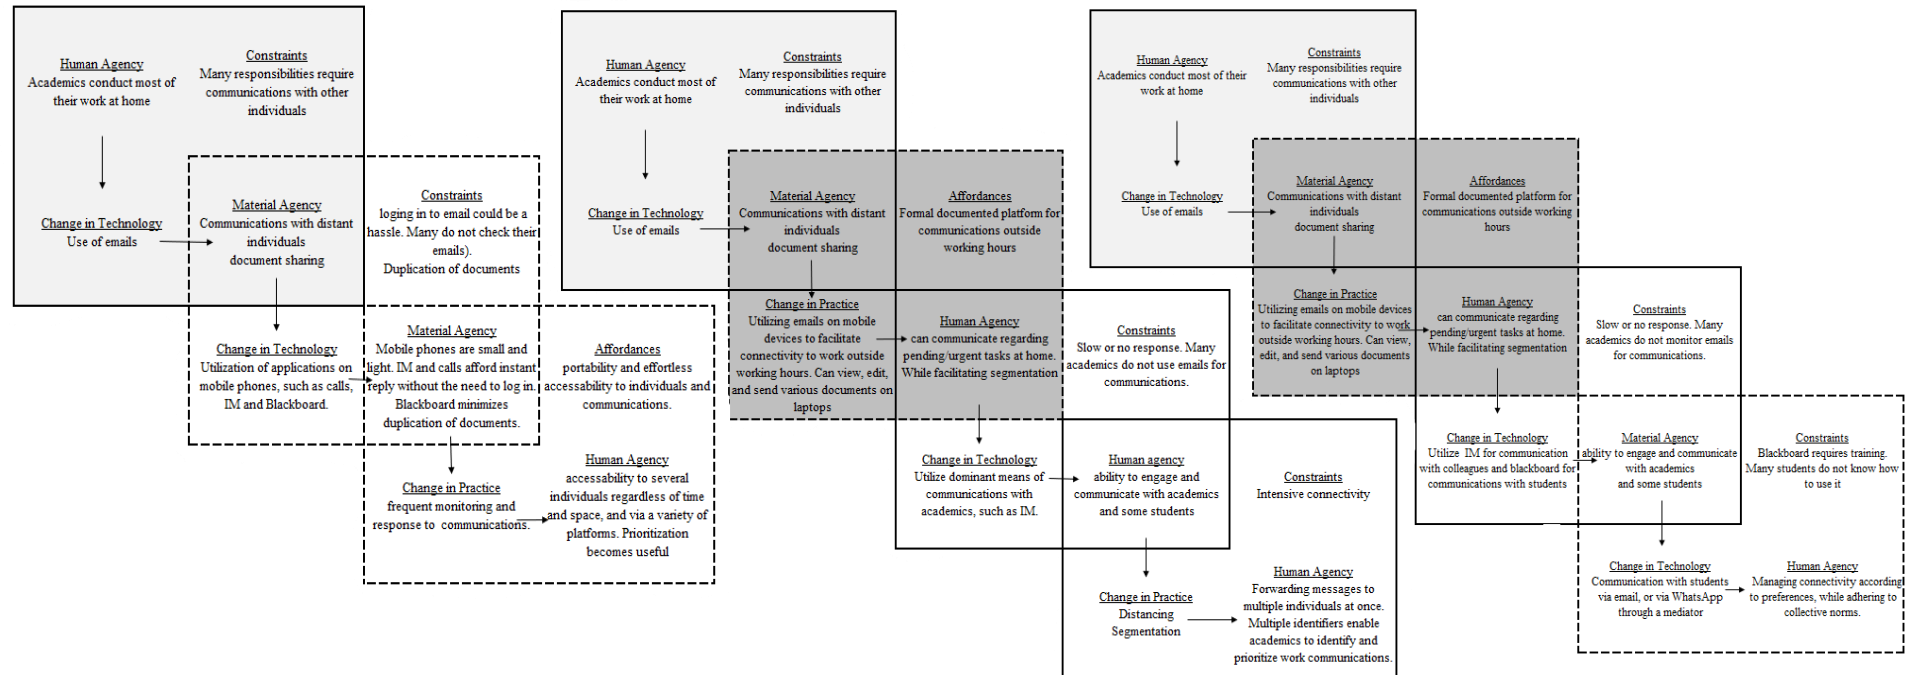 Human Agency
Academics conduct most of
their work at home
Constraints
Many responsibilities require
communications with other
individuals
Change in Technology
Use of emails
Material Agency
Communications with distant
individuals
document sharing
Constraints
loging in to email could be a
hassle. Many do not check their
emails).
Duplication of documents
Change in Technology
Utilization of applications on
mobile phones, such as calls,
IM and Blackboard.
Material Agency
Mobile phones are small and
light. IM and calls afford instant
reply without the need to log in.
Blackboard minimizes
duplication of documents.
Affordances
portability and effortless
accessability to individuals and
communications.
Change in Practice
frequent monitoring and
response to communications.
Human Agency
accessability to several
individuals regardless of time
and space, and via a variety of
platforms. Prioritization
becomes useful
Human Agency
Academics conduct most of
their work at home
Constraints
Many responsibilities require
communications with other
individuals
Change in Technology
Use of emails
Material Agency
Communications with distant
individuals
document sharing
Affordances
Formal documented platform for
communications outside
working hours
Change in Practice
Utilizing emails on mobile
devices to facilitate
connectivity to work outside
working hours. Can view, edit,
and send various documents on
laptops
Human Agency
can communicate regarding
pending/urgent tasks at home.
While facilitating segmentation
Constraints
Slow or no response. Many
academics do not use emails for
communications.
Change in Technology
Utilize dominant means of
communications with
academics, such as IM.
Human agency
ability to engage and
communicate with academics
and some students
Constraints
Intensive connectivity
Change in Practice
Distancing
Segmentation
Human Agency
Forwarding messages to
multiple individuals at once.
Multiple identifiers enable
academics to identify and
prioritize work communications.
Human Agency
Academics conduct most of their
work at home
Constraints
Many responsibilities require
communications with other
individuals
Change in Technology
Use of emails
Material Agency
Communications with distant
individuals
document sharing
Affordances
Formal documented platform for
communications outside working
hours
Change in Practice
Utilizing emails on mobile devices
to facilitate connectivity to work
outside working hours. Can view,
edit, and send various documents
on laptops
Human Agency
can communicate regarding
pending/urgent tasks at home.
While facilitating segmentation
Constraints
Slow or no response. Many
academics do not monitor emails
for communications.
Change in Technology
Utilize IM for communication
with colleagues and blackboard for
communications with students
Material Agency
ability to engage and communicate
with academics
and some students
Constraints
Blackboard requires training.
Many students do not know how
to use it
Change in Technology
Communication with students
via email, or via WhatsApp
through a mediator
Human Agency
Managing connectivity according
to preferences, while adhering to
collective norms.